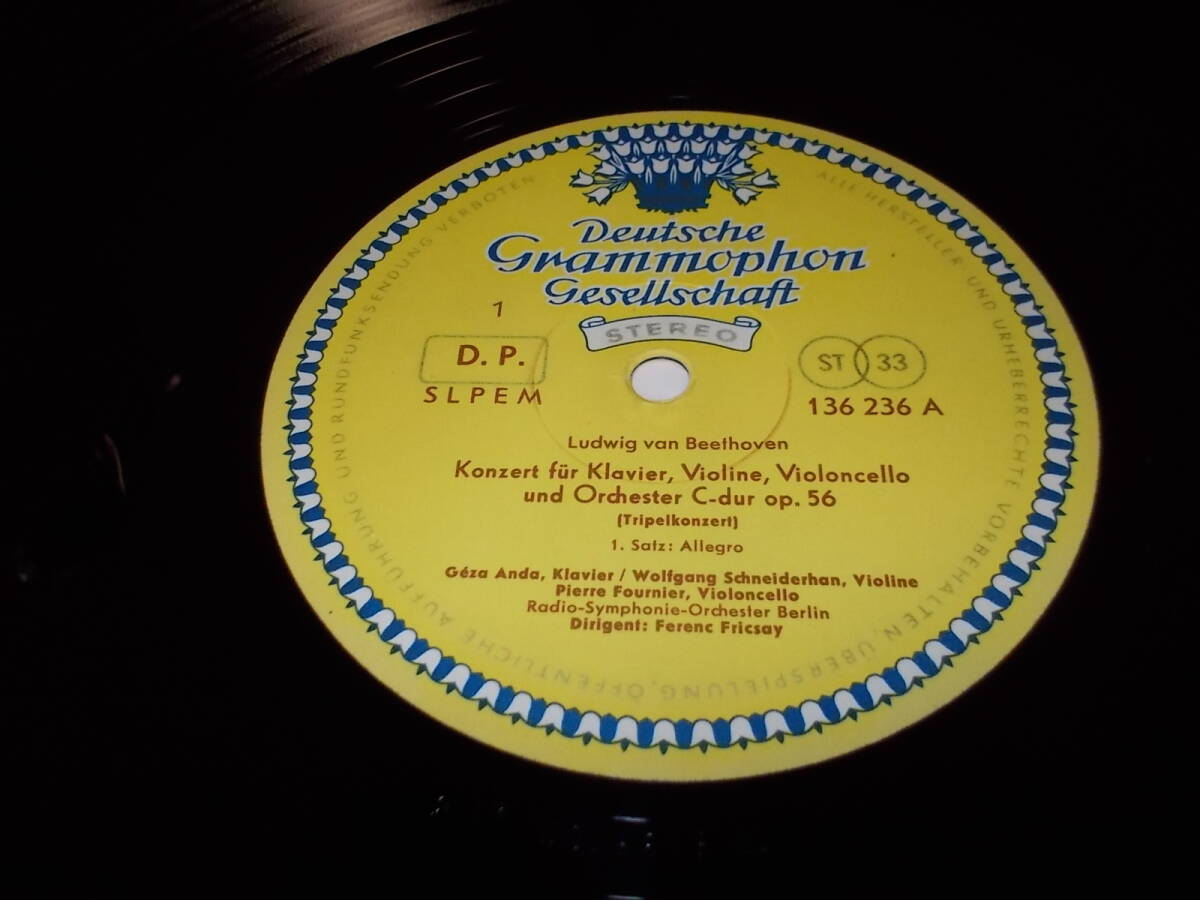 Deutsche
Grammophon
Gesellschaft
STEREO
1
D. P.
SLPEM
ST 33
136 236 A
Ludwig van Beethoven
Konzert für Klavier, Violine, Violoncello
und Orchester C-dur op. 56
(Tripelkonzert)
1. Satz: Allegro
Géza Anda, Klavier / Wolfgang Schneiderhan, Violine
Pierre Fournier, Violoncello
Radio-Symphonie-Orchester Berlin
Dirigent: Ferenc Fricsay
ALLE HERSTELLER- UND URHEBERRECHTE VORBEHALTEN, ÜBERSPIELUNG, ÖFFENTLICHE AUFFÜHRUNG UND RUNDFUNKSENDUNG VERBOTEN